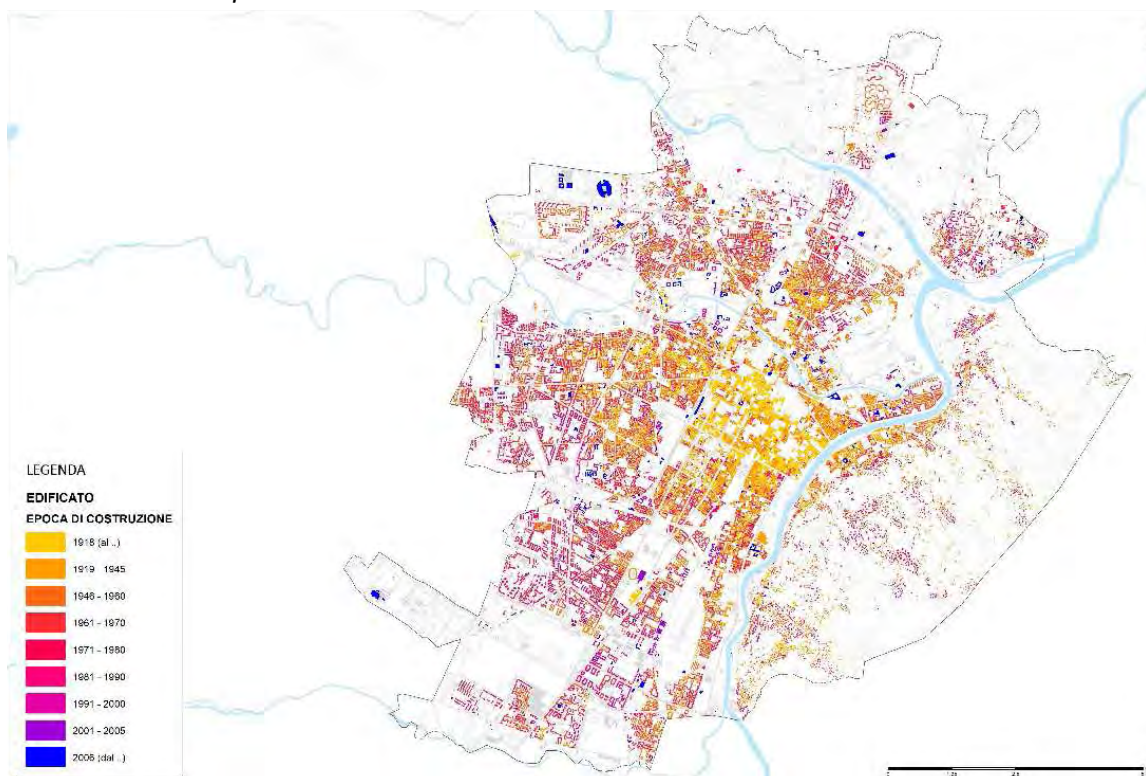 LEGENDA
EDIFICATO
EPOCA DI COSTRUZIONE
1918 (al ..)
1919 - 1945
1946 - 1960
1961 - 1970
1971 - 1980
1981 - 1990
1991 - 2000
2001 - 2005
2006 (dal ..)
0